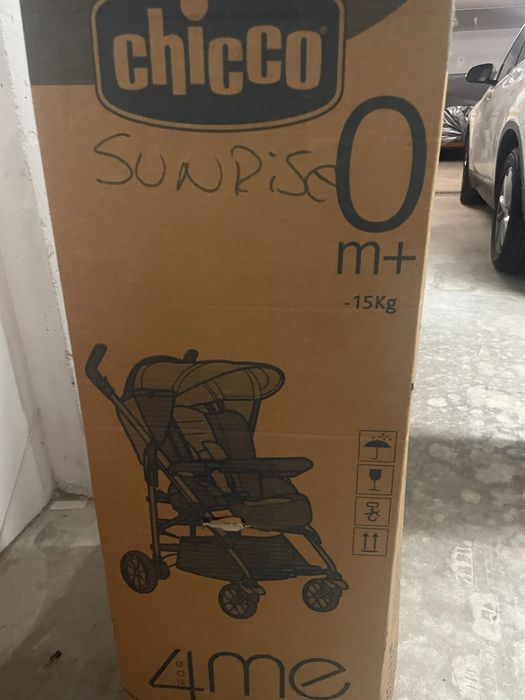 chicco
SUNRiSE
0
m+
-15Kg
4me